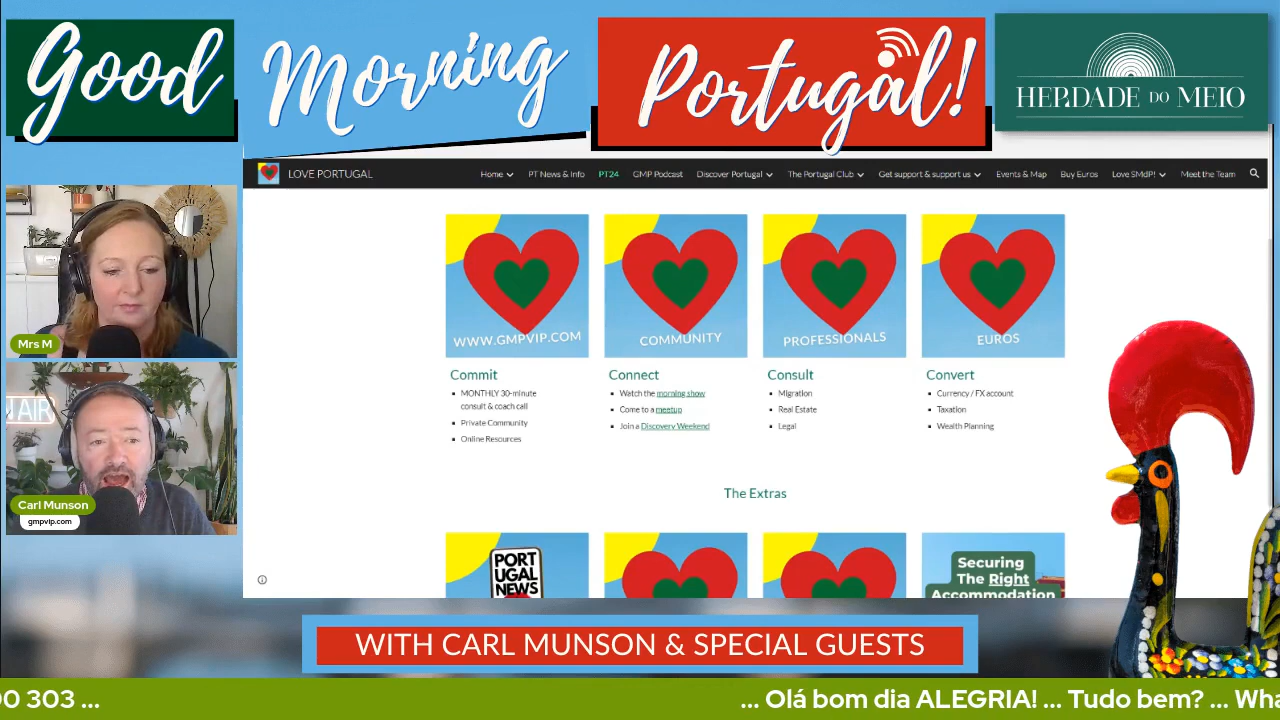 Good Morning Portugal!
HERDADE DO MEIO
LOVE PORTUGAL
Home PT News & Info PT24 GMP Podcast Discover Portugal The Portugal Club Get support & support us Events & Map Buy Euros Love SMdP! Meet the Team
WWW.GMPVIP.COM
COMMUNITY
PROFESSIONALS
EUROS
Commit
MONTHLY 30-minute
consult & coach call
Private Community
Online Resources
Connect
Watch the morning show
Come to a meetup
Join a Discovery Weekend
Consult
Migration
Real Estate
Legal
Convert
Currency / FX account
Taxation
Wealth Planning
The Extras
PORT
UGAL
NEWS
Securing
The Right
Accommodation
Mrs M
AIR
Carl Munson
gmpvip.com
WITH CARL MUNSON & SPECIAL GUESTS
303 ... ... Olá bom dia ALEGRIA! ... Tudo bem? ...